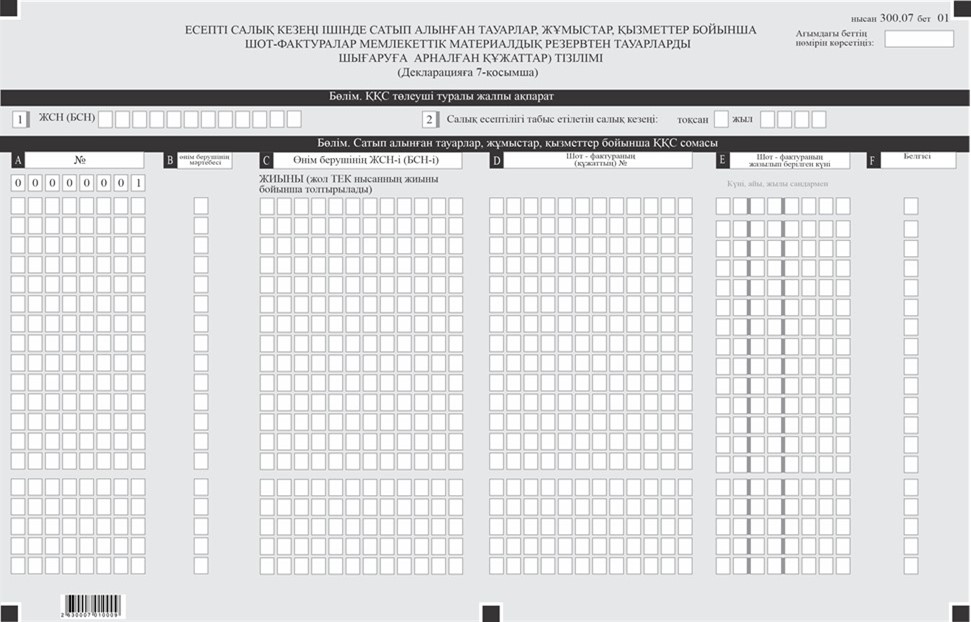 нысан 300.07 бет 01
ЕСЕПТІ САЛЫҚ КЕЗЕҢІ ІШІНДЕ САТЫП АЛЫНҒАН ТАУАРЛАР, ЖҰМЫСТАР, ҚЫЗМЕТТЕР БОЙЫНША
ШОТ-ФАКТУРАЛАР МЕМЛЕКЕТТІК МАТЕРИАЛДЫҚ РЕЗЕРВТЕН ТАУАРЛАРДЫ
ШЫҒАРУҒА АРНАЛҒАН ҚҰЖАТТАР) ТІЗІЛІМІ
(Декларацияға 7-қосымша)
Ағымдағы беттің
нөмірін көрсетіңіз:
Бөлім. ҚҚС төлеуші туралы жалпы ақпарат
1 ЖСН (БСН)
2 Салық есептілігі табыс етілетін салық кезеңі: тоқсан жыл
Бөлім. Сатып алынған тауарлар, жұмыстар, қызметтер бойынша ҚҚС сомасы
A №
B өнім берушінің
мәртебесі
C Өнім берушінің ЖСН-і (БСН-і)
D Шот - фактураның
(құжаттың) №
E Шот - фактураның
жазылып берілген күні
F Белгісі
0 0 0 0 0 0 0 1
ЖИЫНЫ (жол ТЕК нысанның жиыны
бойынша толтырылады)
Күні, айы, жылы санармен
2630007010009